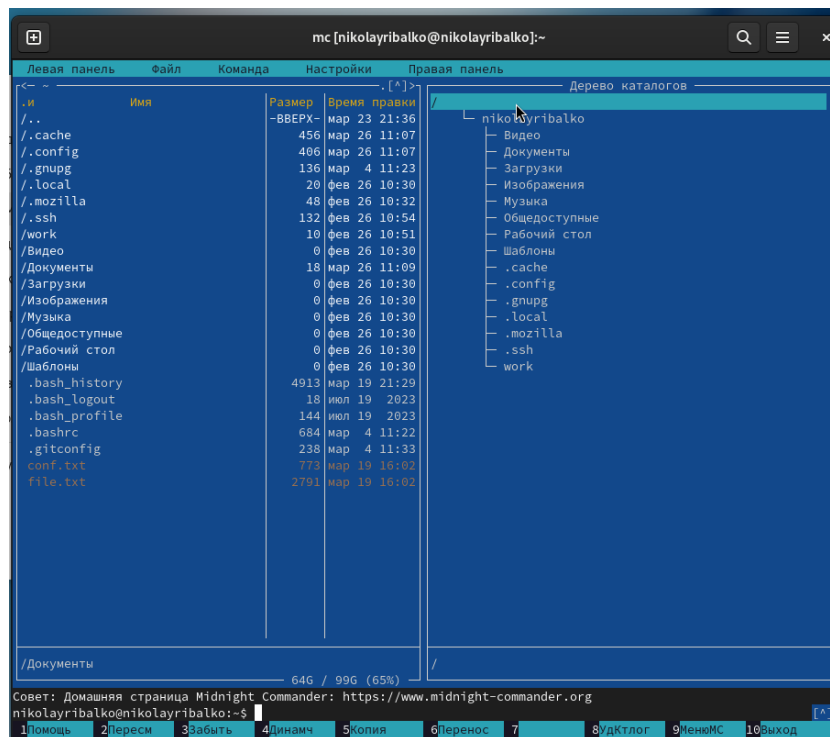 mc [nikolayribalko@nikolayribalko]:~
Левая панель Файл Команда Настройки Правая панель
<─ ~ .[^]>
.и Имя Размер Время правки
/.. -ВВЕРХ- мар 23 21:36
/.cache 456 мар 26 11:07
/.config 406 мар 26 11:07
/.gnupg 136 мар 4 11:23
/.local 20 фев 26 10:30
/.mozilla 48 фев 26 10:32
/.ssh 132 фев 26 10:54
/work 10 фев 26 10:51
/Видео 0 фев 26 10:30
/Документы 18 мар 26 11:09
/Загрузки 0 фев 26 10:30
/Изображения 0 фев 26 10:30
/Музыка 0 фев 26 10:30
/Общедоступные 0 фев 26 10:30
/Рабочий стол 0 фев 26 10:30
/Шаблоны 0 фев 26 10:30
.bash_history 4913 мар 19 21:29
.bash_logout 18 июл 19 2023
.bash_profile 144 июл 19 2023
.bashrc 684 мар 4 11:22
.gitconfig 238 мар 4 11:33
conf.txt 773 мар 19 16:02
file.txt 2791 мар 19 16:02
/Документы
64G / 99G (65%)
Дерево каталогов
/
nikolayribalko
Видео
Документы
Загрузки
Изображения
Музыка
Общедоступные
Рабочий стол
Шаблоны
.cache
.config
.gnupg
.local
.mozilla
.ssh
work
/
Совет: Домашняя страница Midnight Commander: https://www.midnight-commander.org
nikolayribalko@nikolayribalko:~$ [^]
1Помощь 2Пересм 3Забыть 4Динамч 5Копия 6Перенос 7 8УдКтлог 9МенюМС 10Выход